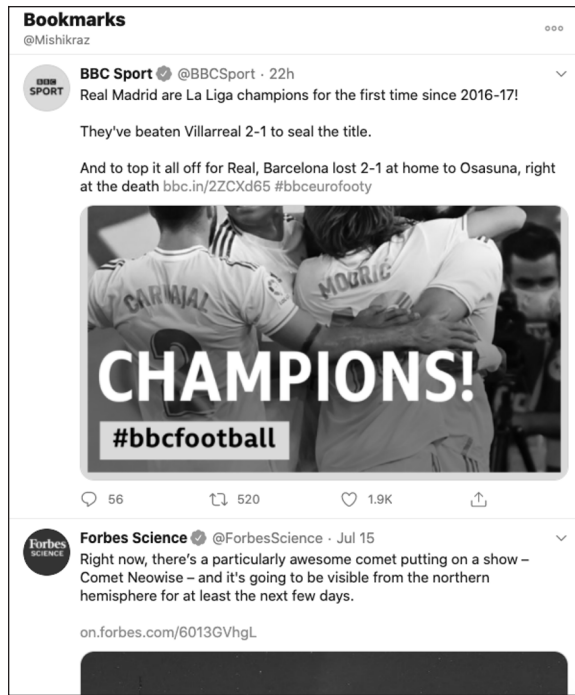 Bookmarks
@Mishikraz
BBC
SPORT
BBC Sport @BBCSport · 22h
Real Madrid are La Liga champions for the first time since 2016-17!
They've beaten Villarreal 2-1 to seal the title.
And to top it all off for Real, Barcelona lost 2-1 at home to Osasuna, right
at the death bbc.in/2ZCXd65 #bbceurofooty
CARVAJAL
2
MODRIĆ
CHAMPIONS!
#bbcfootball
56 520 1.9K
Forbes
SCIENCE
Forbes Science @ForbesScience · Jul 15
Right now, there's a particularly awesome comet putting on a show –
Comet Neowise – and it's going to be visible from the northern
hemisphere for at least the next few days.
on.forbes.com/6013GVhgL